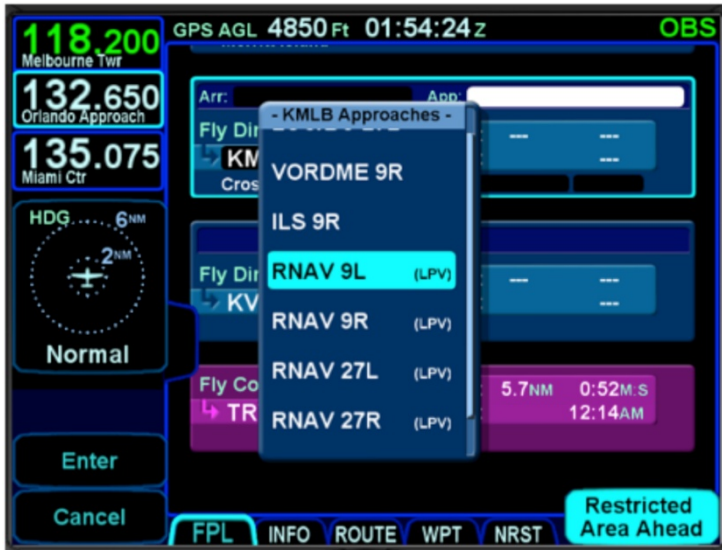 118.200
Melbourne Twr
GPS AGL 4850 Ft 01:54:24 Z
OBS
132.650
Orlando Approach
135.075
Miami Ctr
Arr:
App:
- KMLB Approaches -
Fly Dir
KM
Cros
VORDME 9R
ILS 9R
RNAV 9L (LPV)
RNAV 9R (LPV)
RNAV 27L (LPV)
RNAV 27R (LPV)
--- ---
---
HDG
6NM
2NM
Normal
Fly Dir
KV
--- ---
---
Fly Co
TR
5.7NM 0:52M:S
12:14AM
Enter
Cancel
FPL INFO ROUTE WPT NRST
Restricted
Area Ahead